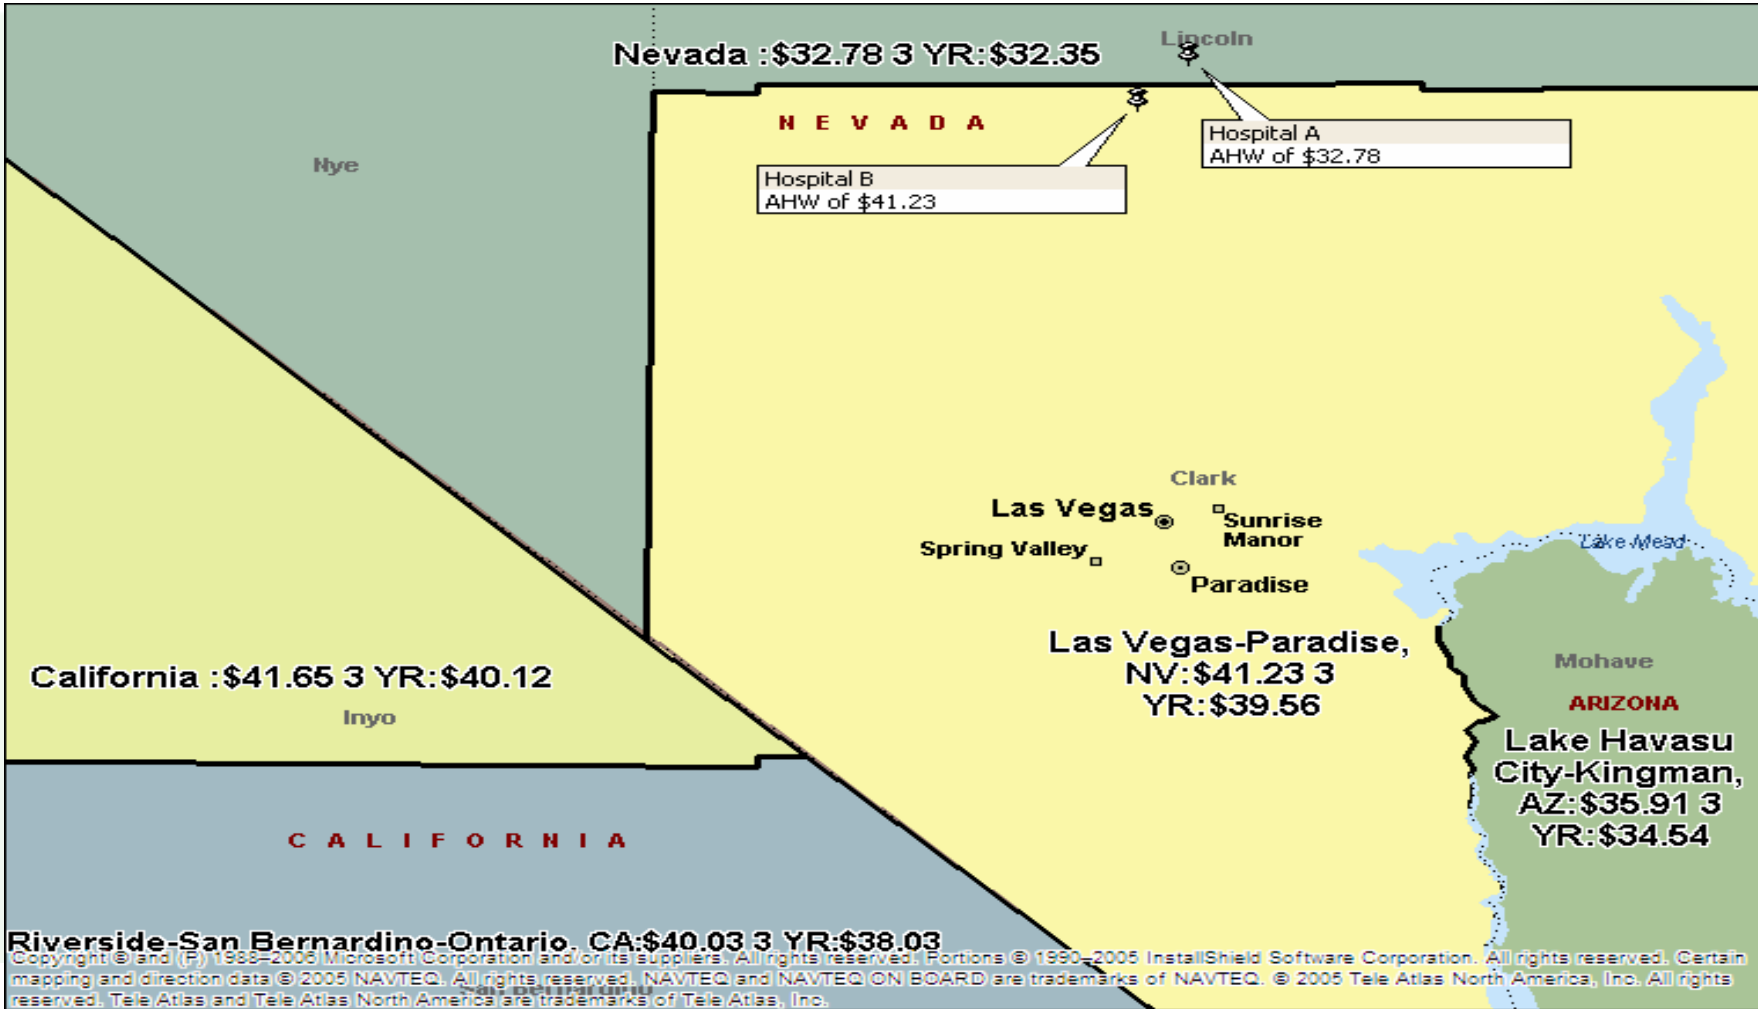 Lincoln
Nevada :$32.78 3 YR:$32.35
N E V A D A
Hospital A
AHW of $32.78
Nye
Hospital B
AHW of $41.23
Clark
Las Vegas
Sunrise
Manor
Spring Valley
Paradise
Lake Mead
Las Vegas-Paradise,
NV:$41.23 3
YR:$39.56
California :$41.65 3 YR:$40.12
Inyo
Mohave
ARIZONA
Lake Havasu
City-Kingman,
AZ:$35.91 3
YR:$34.54
C A L I F O R N I A
Riverside-San Bernardino-Ontario, CA:$40.03 3 YR:$38.03
Copyright © and (P) 1988–2006 Microsoft Corporation and/or its suppliers. All rights reserved. Portions © 1990–2005 InstallShield Software Corporation. All rights reserved. Certain
mapping and direction data © 2005 NAVTEQ. All rights reserved. NAVTEQ and NAVTEQ ON BOARD are trademarks of NAVTEQ. © 2005 Tele Atlas North America, Inc. All rights
San Bernardino
reserved. Tele Atlas and Tele Atlas North America are trademarks of Tele Atlas, Inc.